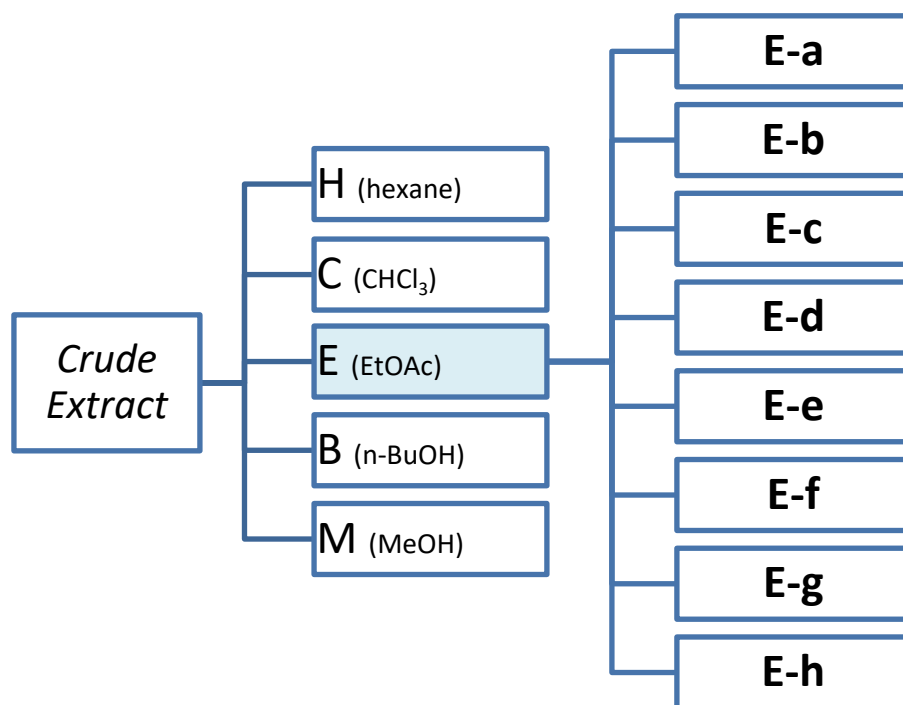 Crude
Extract
H (hexane)
C (CHCl₃)
E (EtOAc)
B (n-BuOH)
M (MeOH)
E-a
E-b
E-c
E-d
E-e
E-f
E-g
E-h